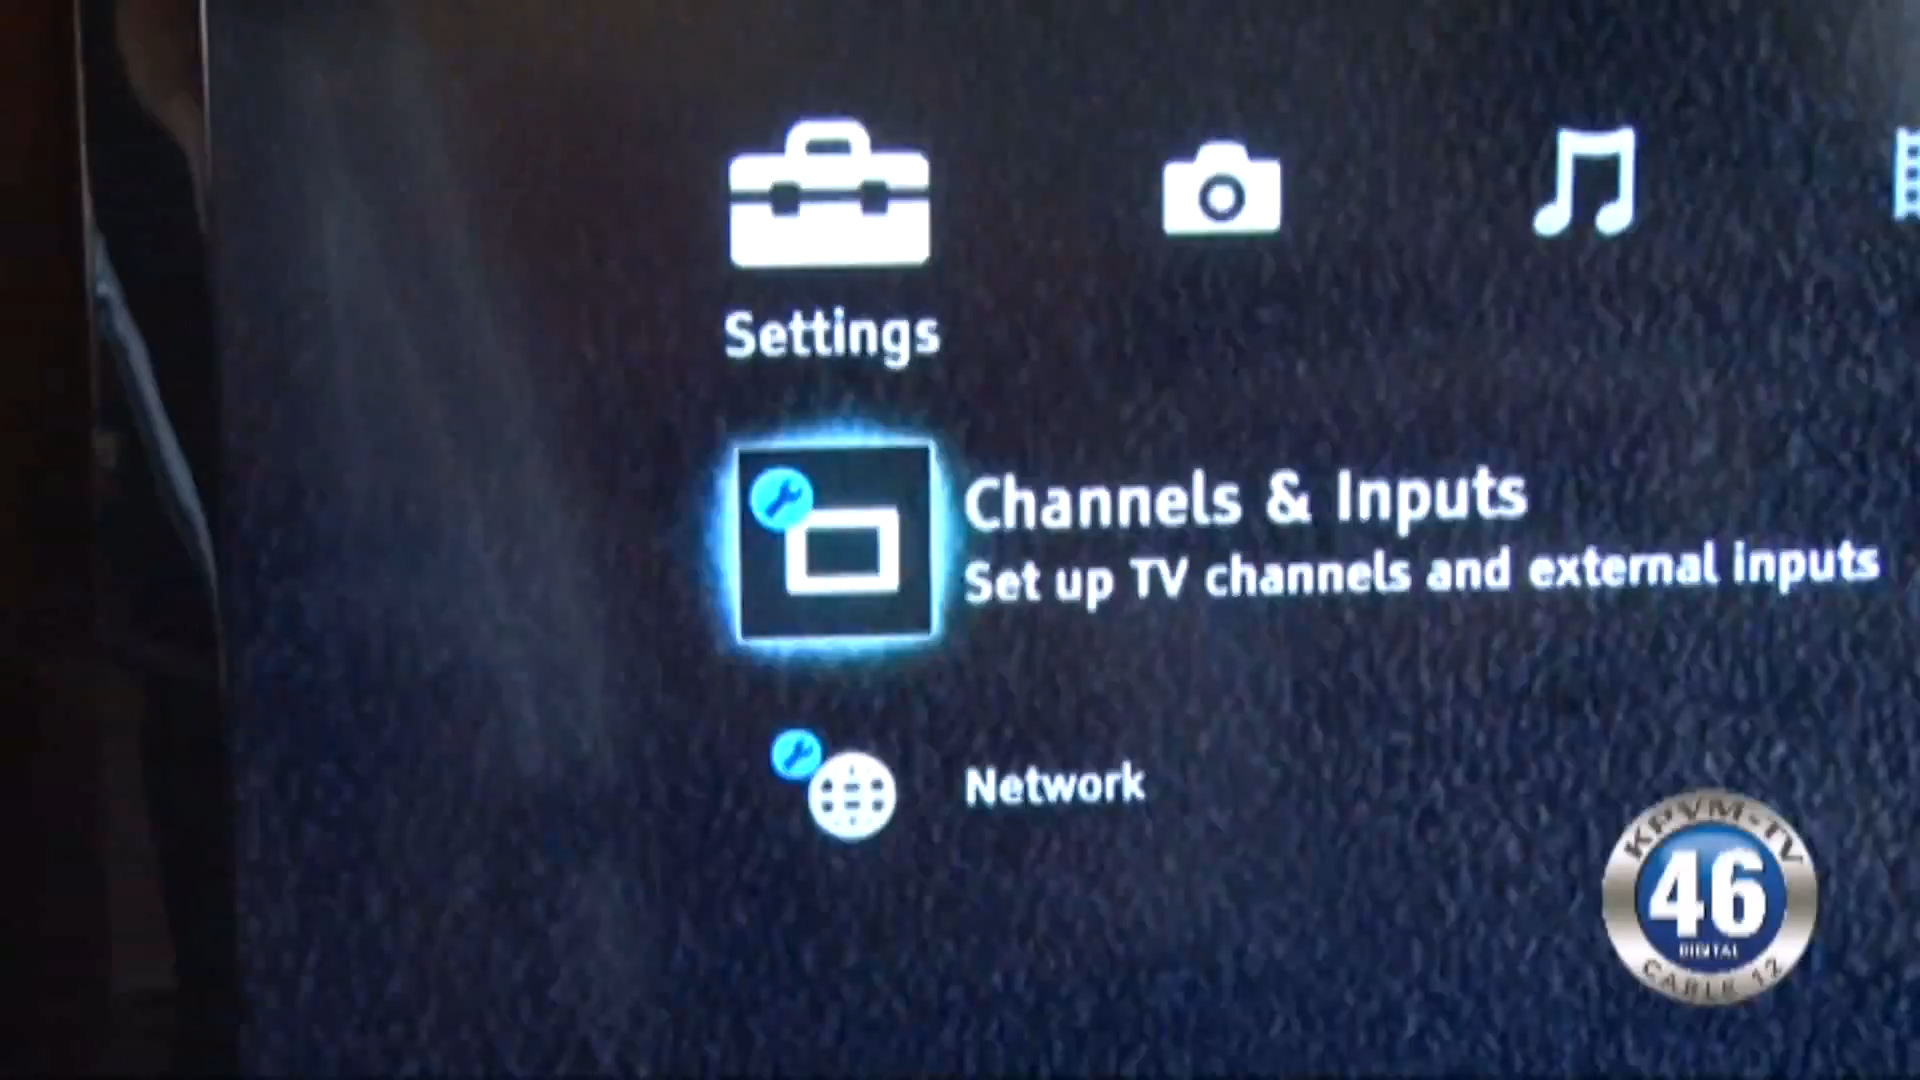 Settings
Channels & Inputs
Set up TV channels and external inputs
Network
KPVM-TV
46
DIGITAL
CABLE 12